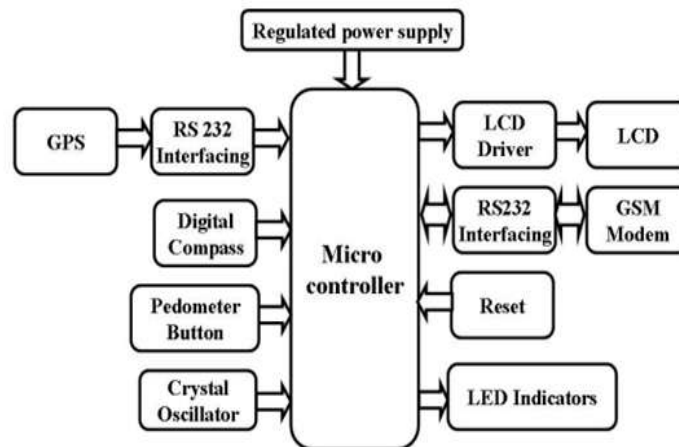 Regulated power supply
GPS
RS 232
Interfacing
LCD
Driver
LCD
Digital
Compass
RS232
Interfacing
GSM
Modem
Micro
controller
Pedometer
Button
Reset
Crystal
Oscillator
LED Indicators